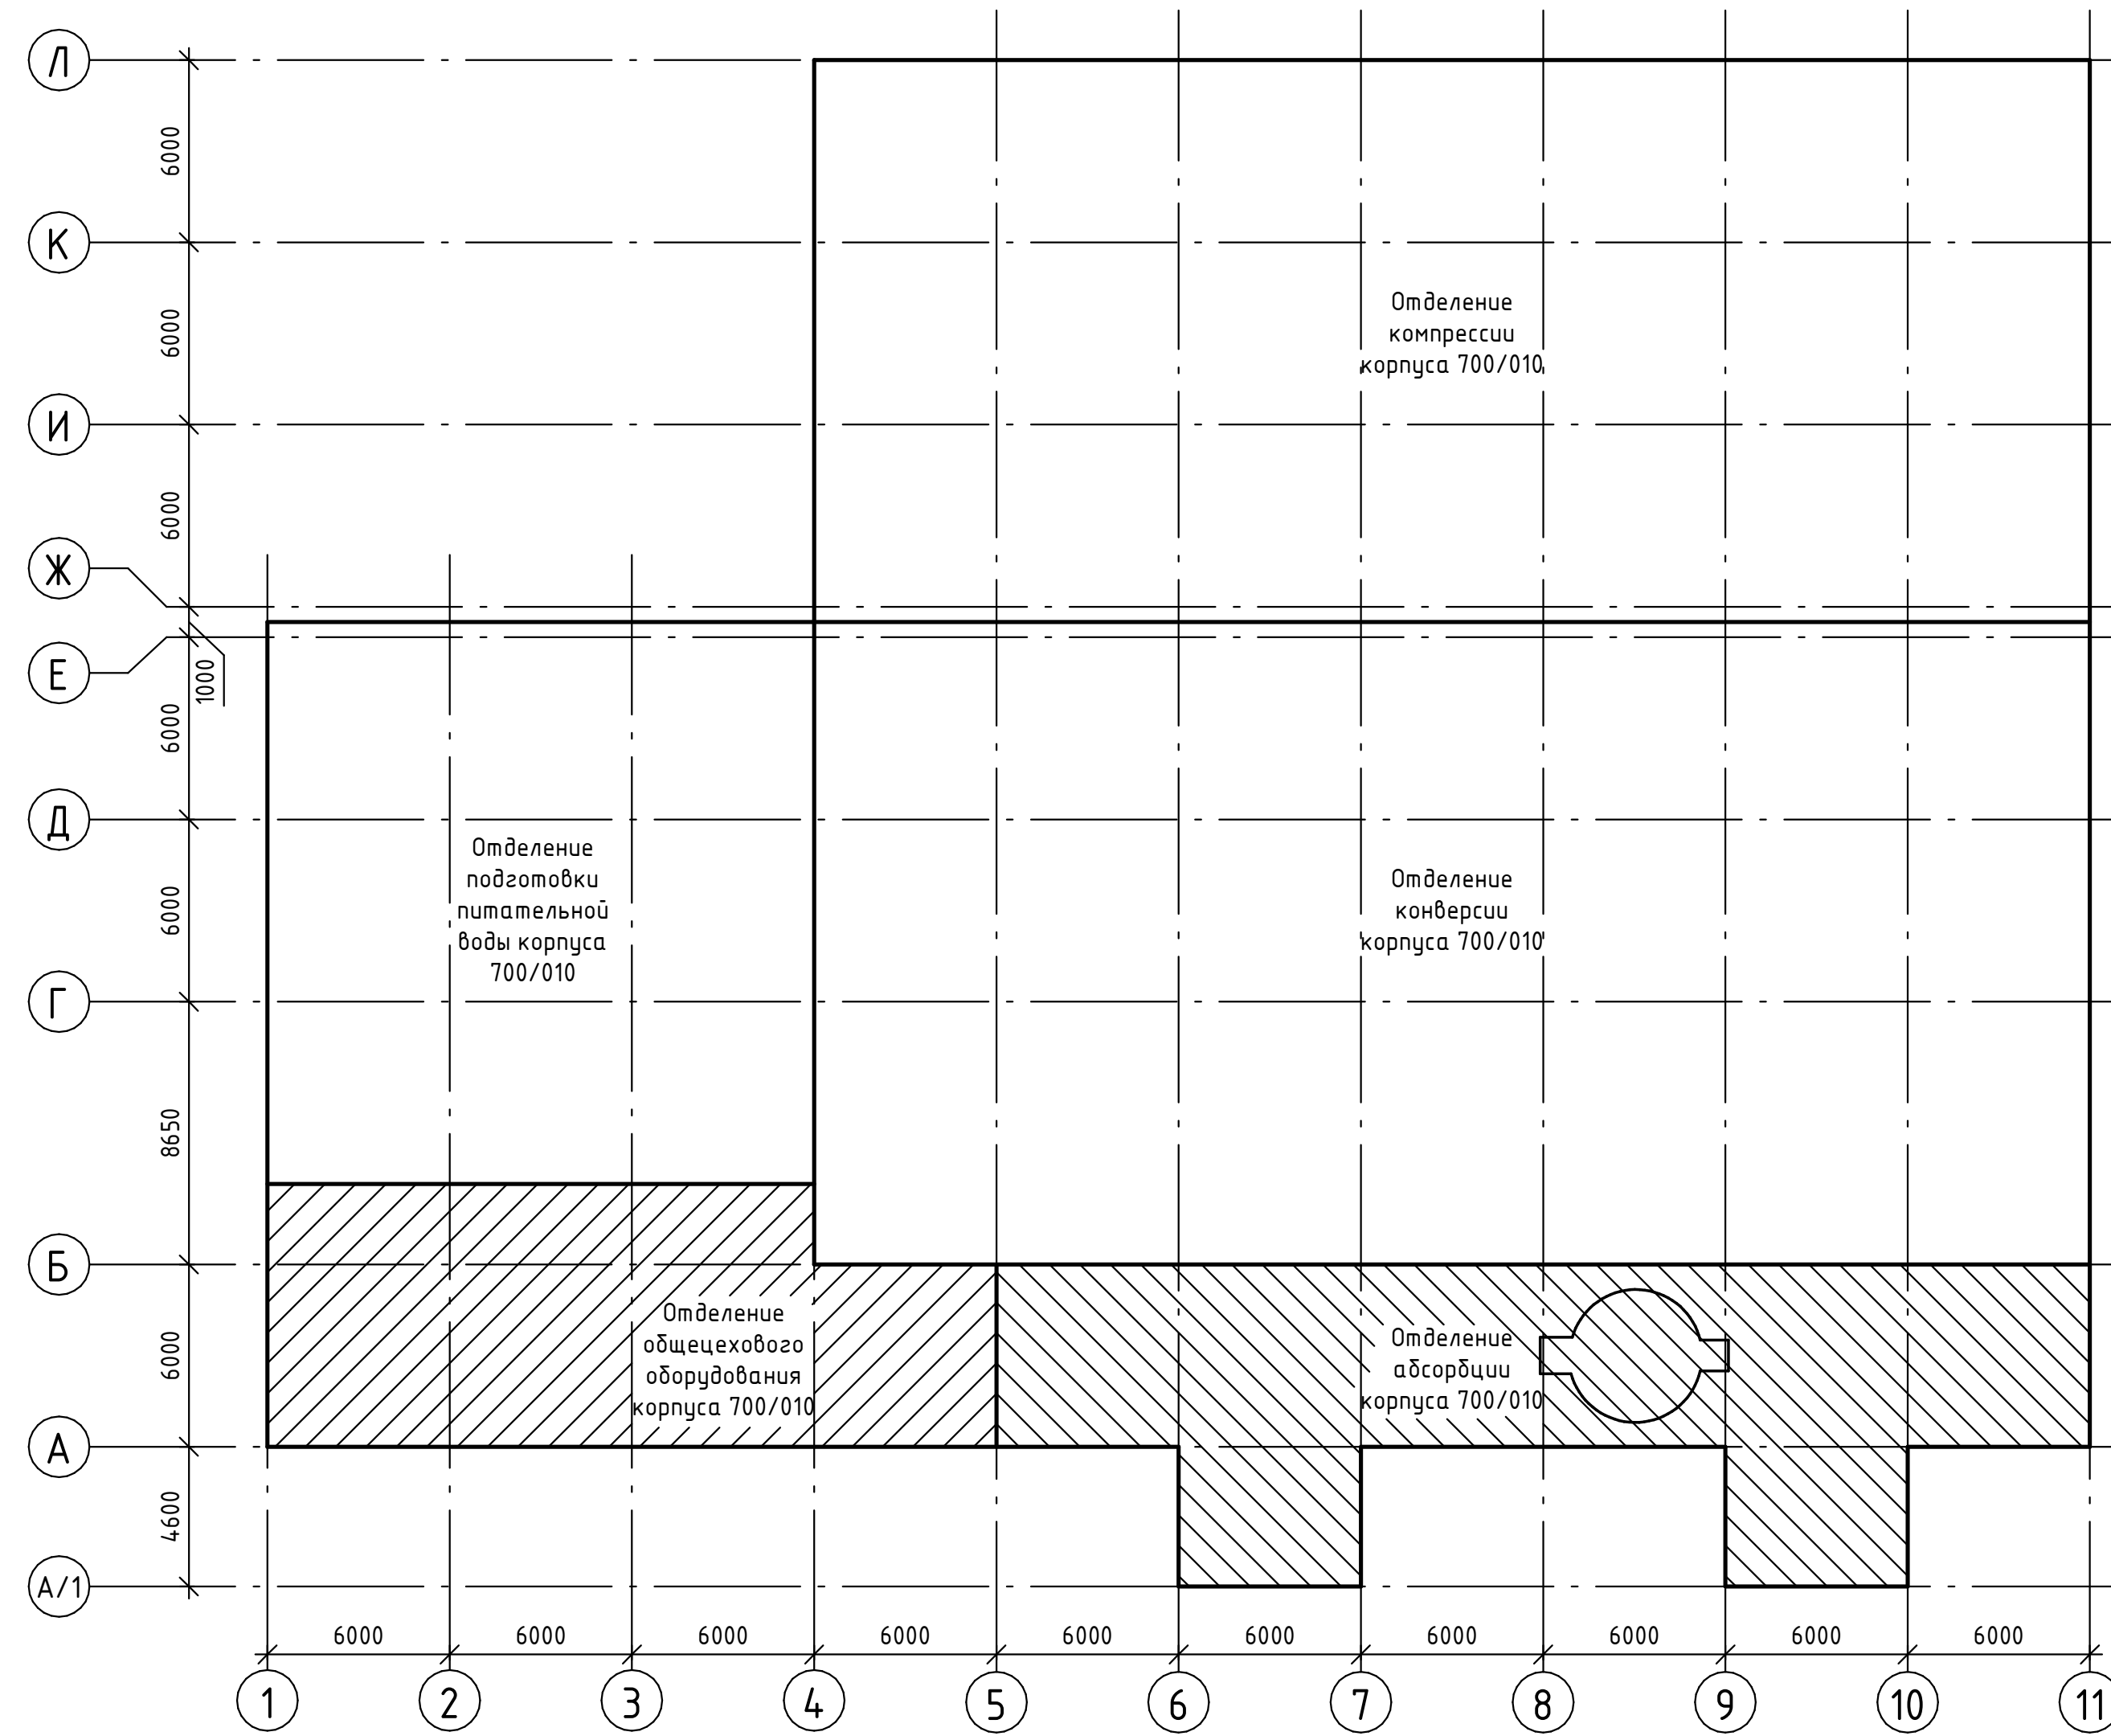 Л
6000
К
6000
Отделение
компрессии
корпуса 700/010
И
6000
Ж
Е
1000
6000
Д
Отделение
подготовки
питательной
воды корпуса
700/010
Отделение
конверсии
корпуса 700/010
6000
Г
8650
Б
Отделение
общецехового
оборудования
корпуса 700/010
Отделение
абсорбции
корпуса 700/010
6000
А
4600
А/1
6000 6000 6000 6000 6000 6000 6000 6000 6000 6000
1 2 3 4 5 6 7 8 9 10 11